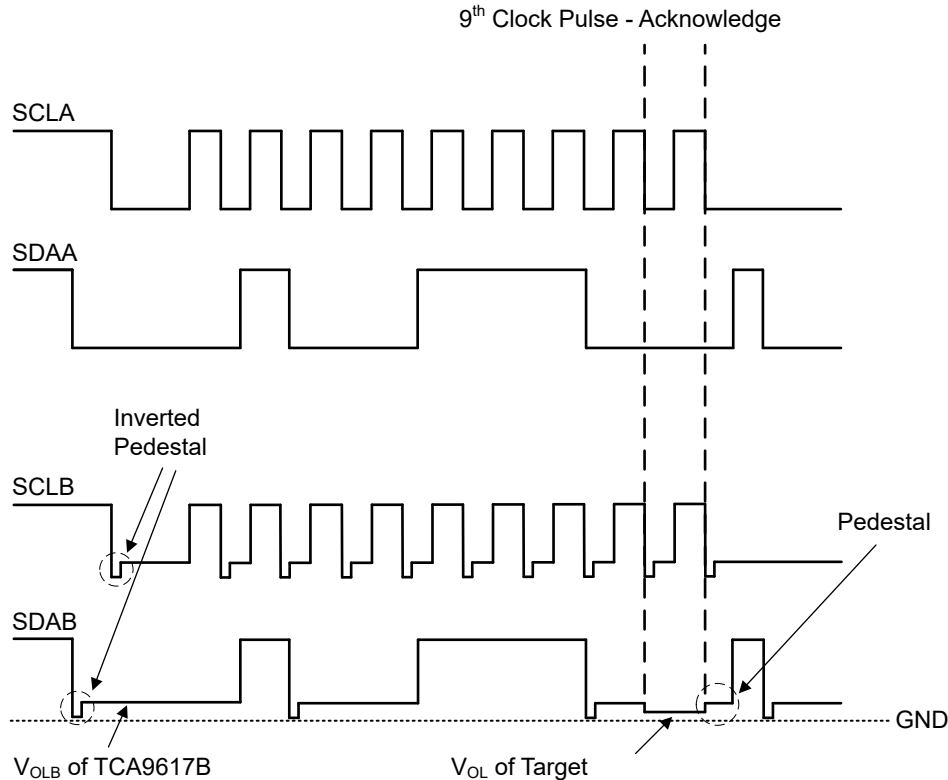 9th Clock Pulse - Acknowledge
SCLA
SDAA
Inverted
Pedestal
SCLB
Pedestal
SDAB
GND
VOLB of TCA9617B
VOL of Target